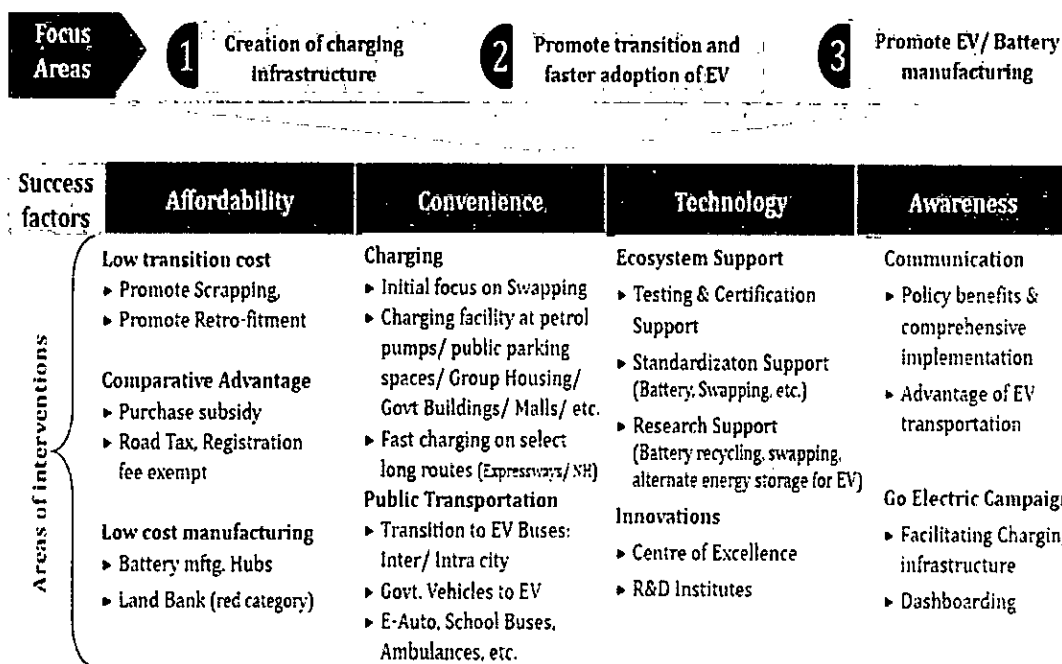 Focus
Areas
1
Creation of charging
infrastructure
2
Promote transition and
faster adoption of EV
3
Promote EV/ Battery
manufacturing
Success
factors
Affordability
Convenience
Technology
Awareness
Areas of interventions
Low transition cost
▸ Promote Scrapping,
▸ Promote Retro-fitment
Comparative Advantage
▸ Purchase subsidy
▸ Road Tax, Registration
fee exempt
Low cost manufacturing
▸ Battery mftg. Hubs
▸ Land Bank (red category)
Charging
▸ Initial focus on Swapping
▸ Charging facility at petrol
pumps/ public parking
spaces/ Group Housing/
Govt Buildings/ Malls/ etc.
▸ Fast charging on select
long routes (Expressways/ NH)
Public Transportation
▸ Transition to EV Buses:
Inter/ Intra city
▸ Govt. Vehicles to EV
▸ E-Auto, School Buses,
Ambulances, etc.
Ecosystem Support
▸ Testing & Certification
Support
▸ Standardizaton Support
(Battery, Swapping, etc.)
▸ Research Support
(Battery recycling, swapping,
alternate energy storage for EV)
Innovations
▸ Centre of Excellence
▸ R&D Institutes
Communication
▸ Policy benefits &
comprehensive
implementation
▸ Advantage of EV
transportation
Go Electric Campaig
▸ Facilitating Chargin
infrastructure
▸ Dashboarding